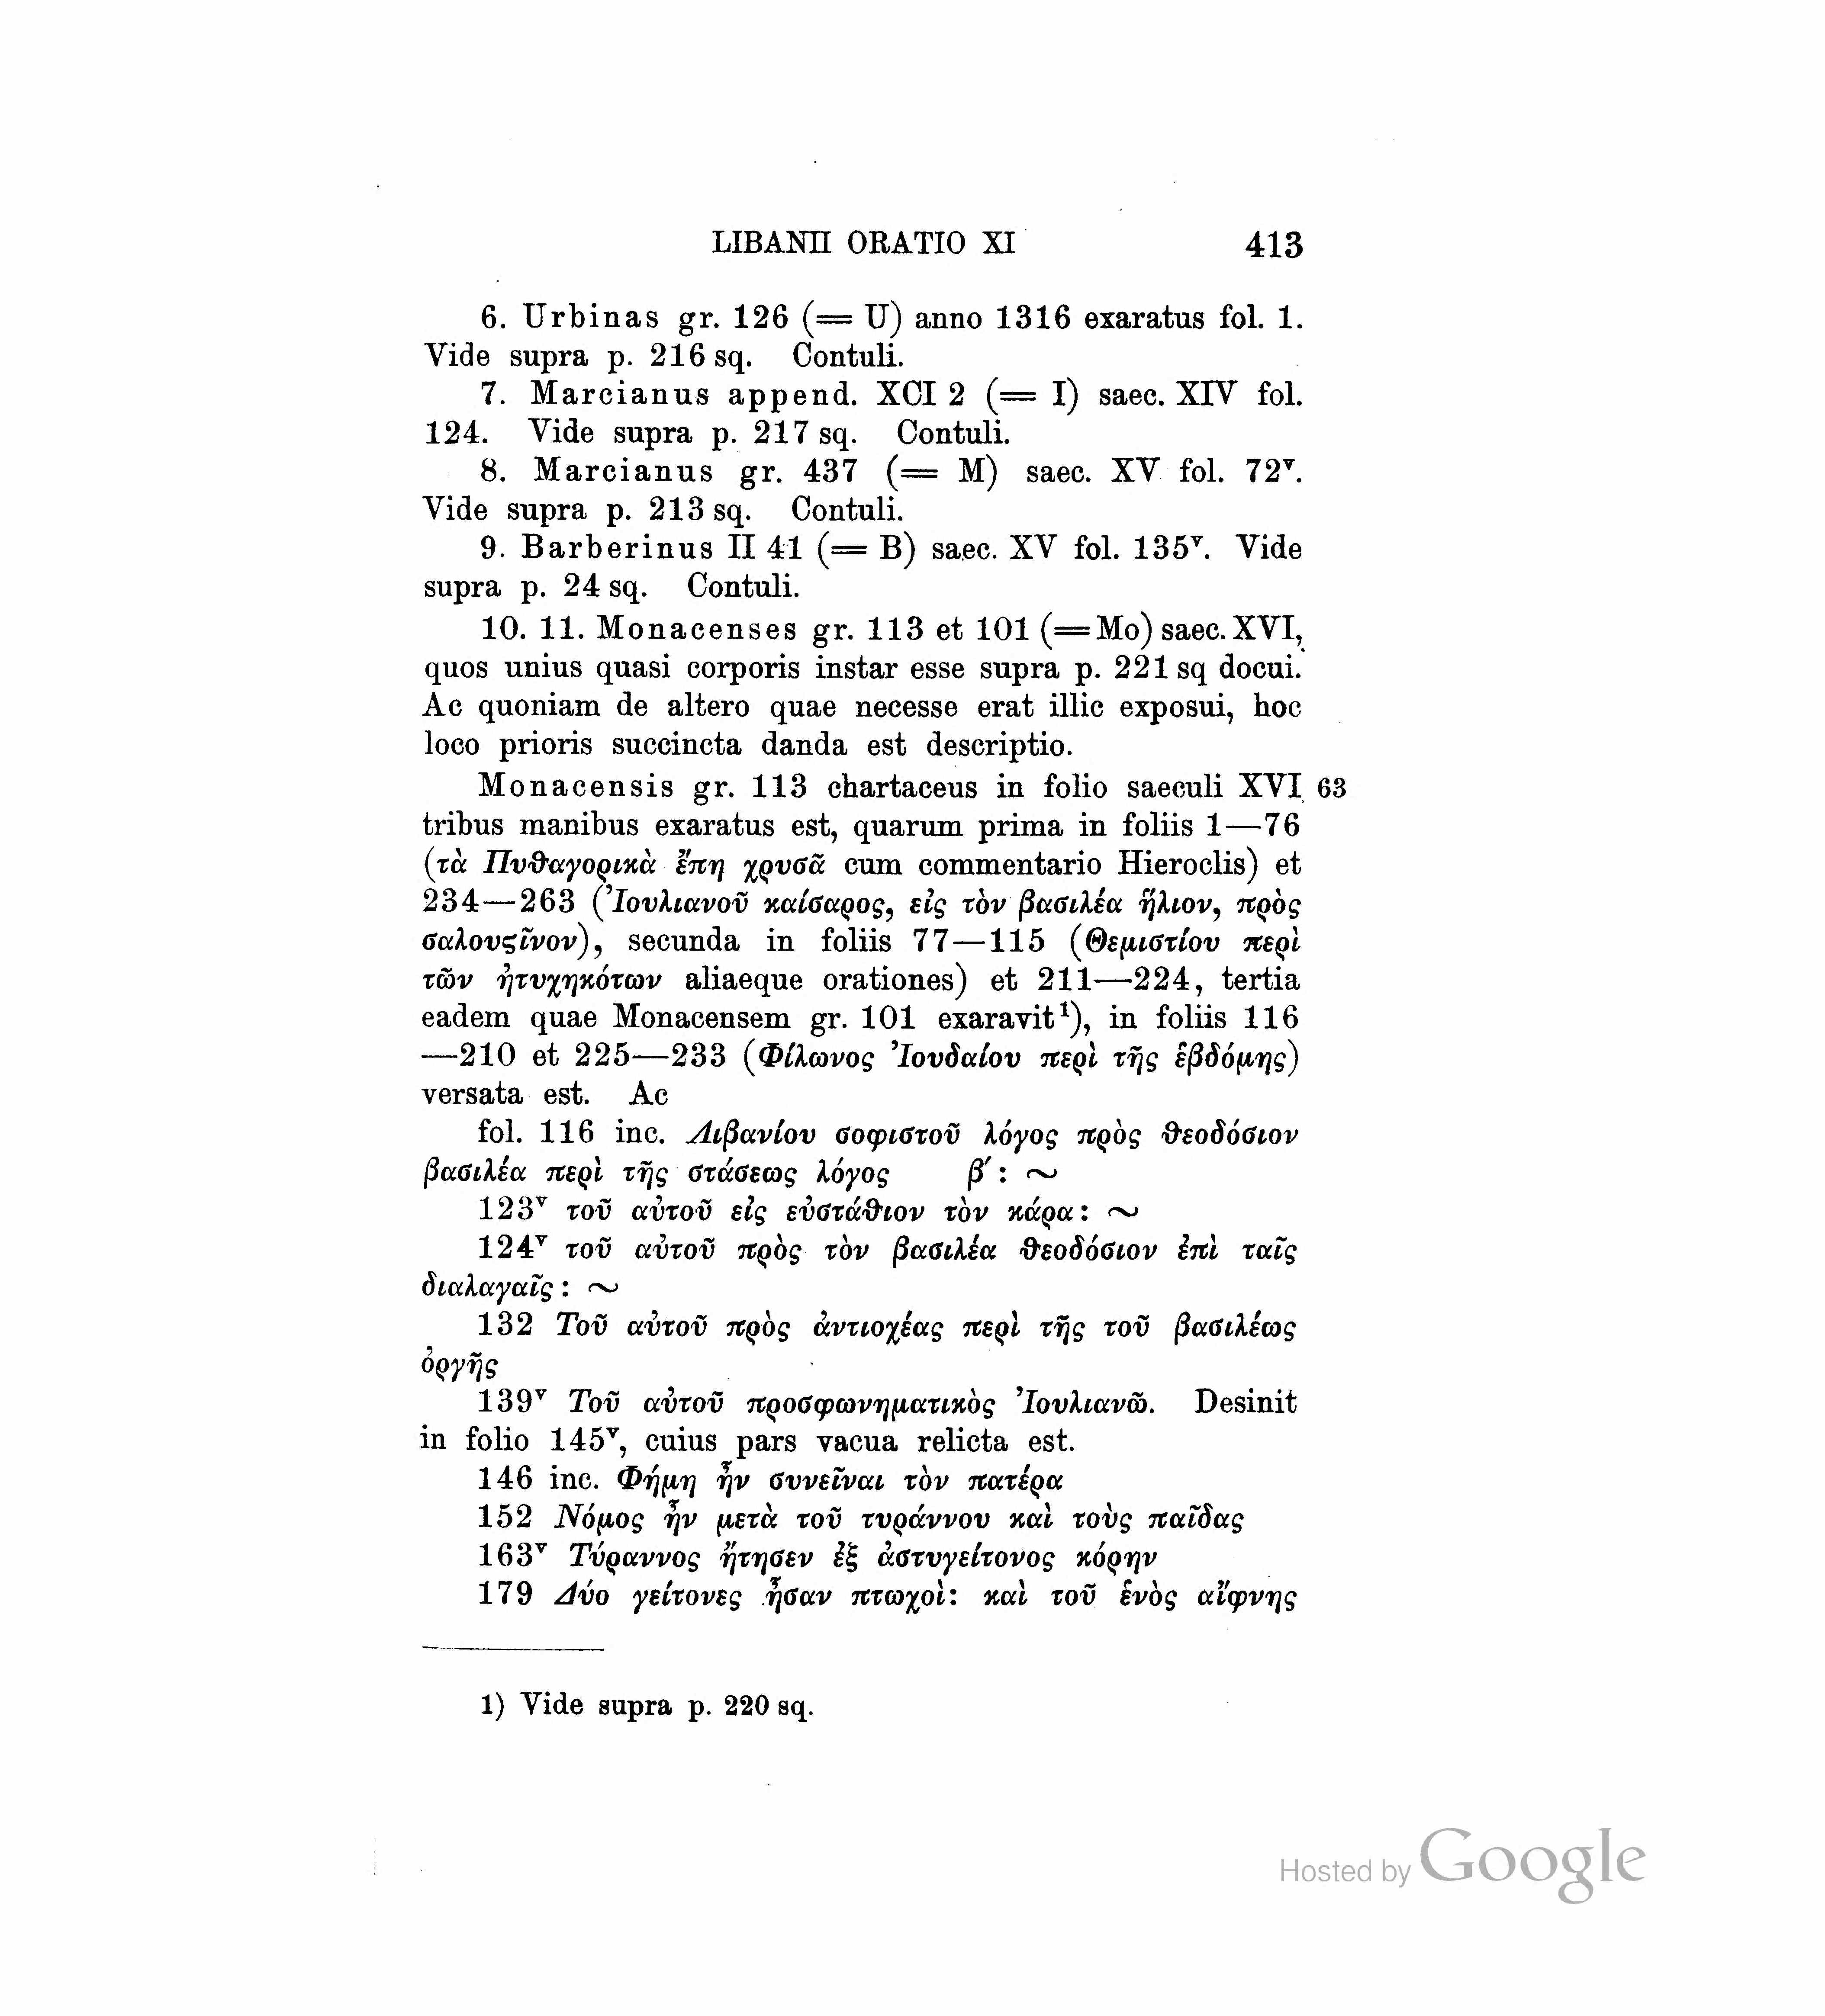 LIBANII ORATIO XI 413
6. Urbinas gr. 126 (= U) anno 1316 exaratus fol. 1.
Vide supra p. 216 sq. Contuli.
7. Marcianus append. XCI 2 (= I) saec. XIV fol.
124. Vide supra p. 217 sq. Contuli.
8. Marcianus gr. 437 (= M) saec. XV fol. 72ᵛ.
Vide supra p. 213 sq. Contuli.
9. Barberinus II 41 (= B) saec. XV fol. 135ᵛ. Vide
supra p. 24 sq. Contuli.
10. 11. Monacenses gr. 113 et 101 (= Mo) saec. XVI,
quos unius quasi corporis instar esse supra p. 221 sq docui.
Ac quoniam de altero quae necesse erat illic exposui, hoc
loco prioris succincta danda est descriptio.
Monacensis gr. 113 chartaceus in folio saeculi XVI 63
tribus manibus exaratus est, quarum prima in foliis 1—76
(τὰ Πυθαγορικὰ ἔπη χρυσᾶ cum commentario Hieroclis) et
234—263 (Ἰουλιανοῦ καίσαρος, εἰς τὸν βασιλέα ἥλιον, πρὸς
σαλουςῖνον), secunda in foliis 77—115 (Θεμιστίου περὶ
τῶν ἠτυχηκότων aliaeque orationes) et 211—224, tertia
eadem quae Monacensem gr. 101 exaravit¹), in foliis 116
—210 et 225—233 (Φίλωνος Ἰουδαίου περὶ τῆς ἑβδόμης)
versata est. Ac
fol. 116 inc. Λιβανίου σοφιστοῦ λόγος πρὸς θεοδόσιον
βασιλέα περὶ τῆς στάσεως λόγος β΄: ~
123ᵛ τοῦ αὐτοῦ εἰς εὐστάθιον τὸν κάρα: ~
124ᵛ τοῦ αὐτοῦ πρὸς τὸν βασιλέα θεοδόσιον ἐπὶ ταῖς
διαλαγαῖς: ~
132 Τοῦ αὐτοῦ πρὸς ἀντιοχέας περὶ τῆς τοῦ βασιλέως
ὀργῆς
139ᵛ Τοῦ αὐτοῦ προσφωνηματικὸς Ἰουλιανῶ. Desinit
in folio 145ᵛ, cuius pars vacua relicta est.
146 inc. Φήμη ἦν συνεῖναι τὸν πατέρα
152 Νόμος ἦν μετὰ τοῦ τυράννου καὶ τοὺς παῖδας
163ᵛ Τύραννος ἤτησεν ἐξ ἀστυγείτονος κόρην
179 Δύο γείτονες ἦσαν πτωχοὶ: καὶ τοῦ ἑνὸς αἴφνης
1) Vide supra p. 220 sq.
Hosted by Google